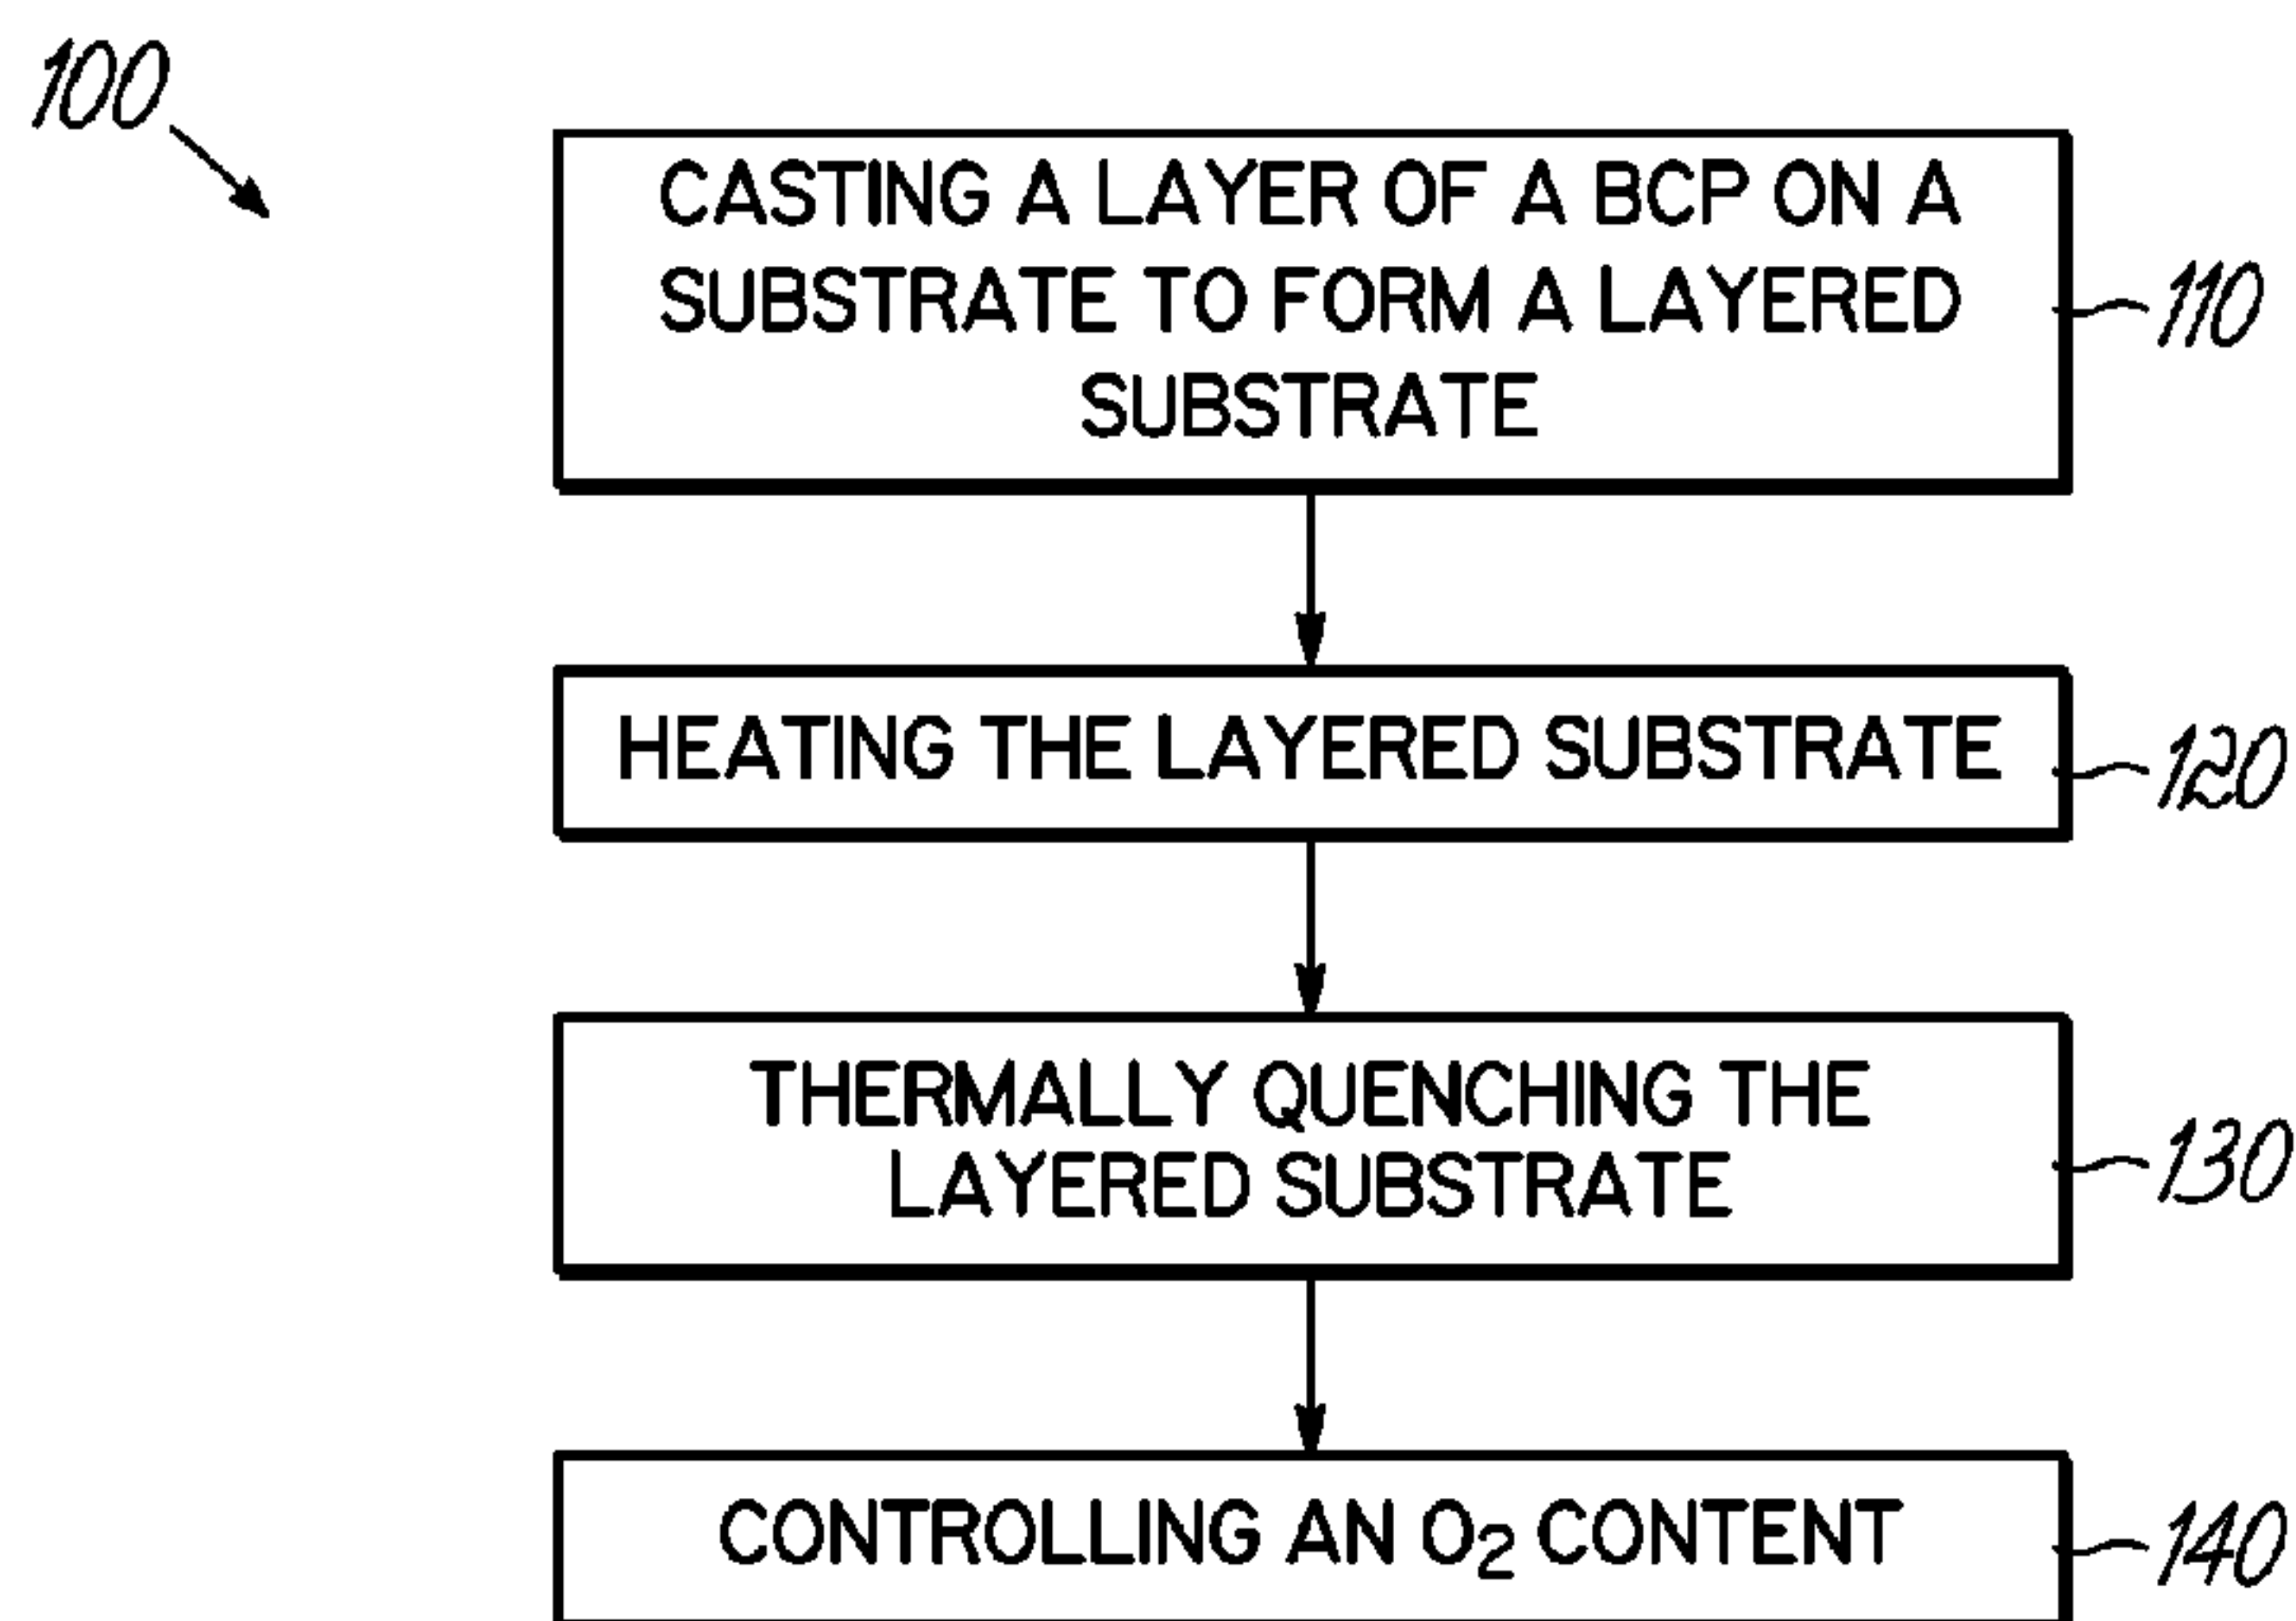 100
CASTING A LAYER OF A BCP ON A
SUBSTRATE TO FORM A LAYERED
SUBSTRATE
110
HEATING THE LAYERED SUBSTRATE
120
THERMALLY QUENCHING THE
LAYERED SUBSTRATE
130
CONTROLLING AN O₂ CONTENT
140